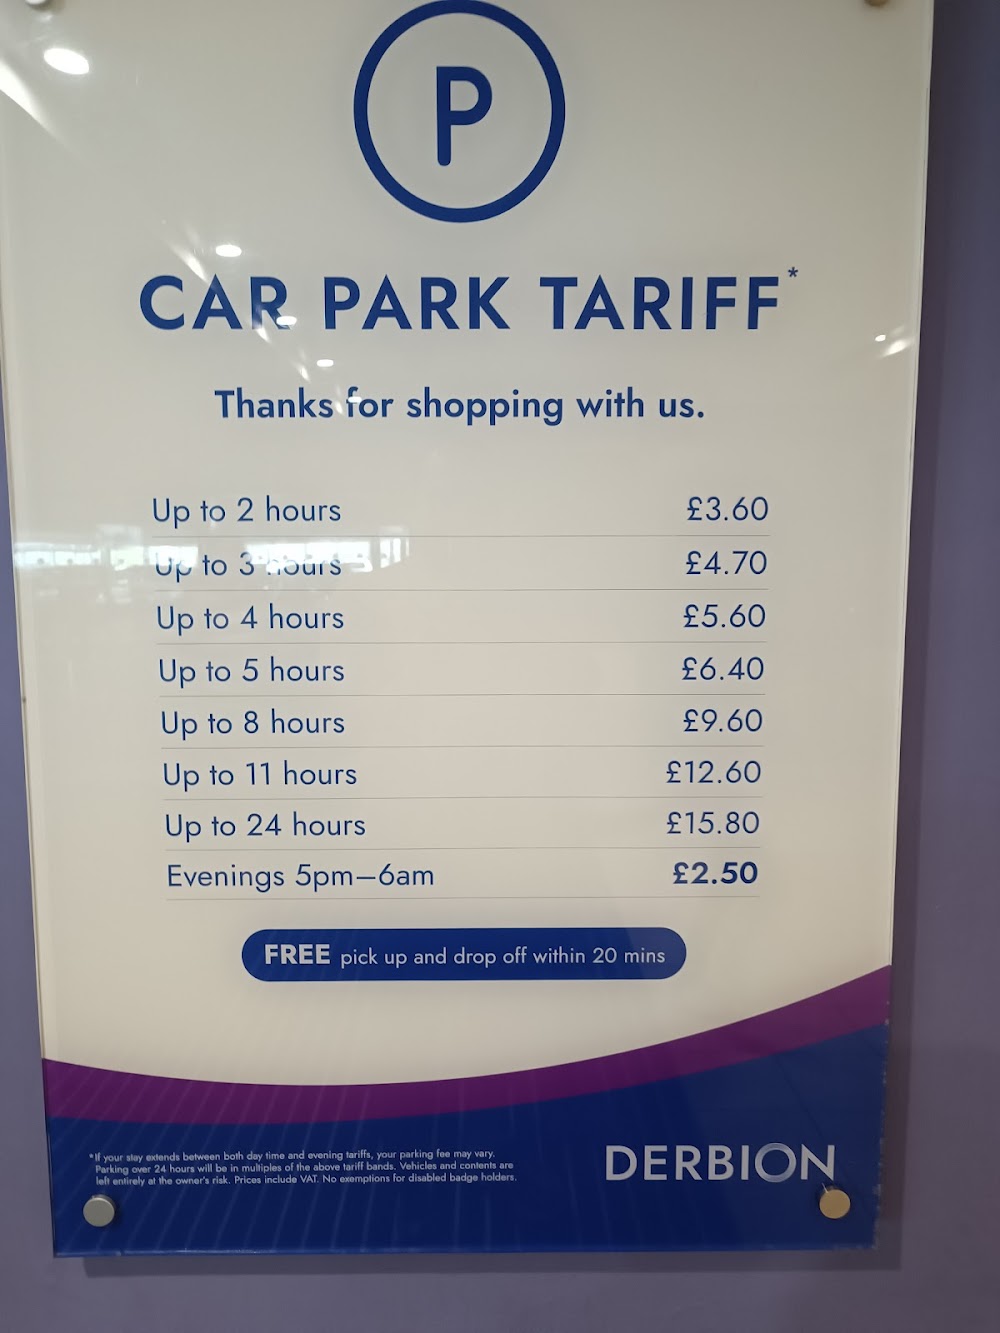 P
CAR PARK TARIFF*
Thanks for shopping with us.
Up to 2 hours £3.60
Up to 3 hours £4.70
Up to 4 hours £5.60
Up to 5 hours £6.40
Up to 8 hours £9.60
Up to 11 hours £12.60
Up to 24 hours £15.80
Evenings 5pm–6am £2.50
FREE pick up and drop off within 20 mins
*If your stay extends between both day time and evening tariffs, your parking fee may vary.
Parking over 24 hours will be in multiples of the above tariff bands. Vehicles and contents are
left entirely at the owner's risk. Prices include VAT. No exemptions for disabled badge holders.
DERBION